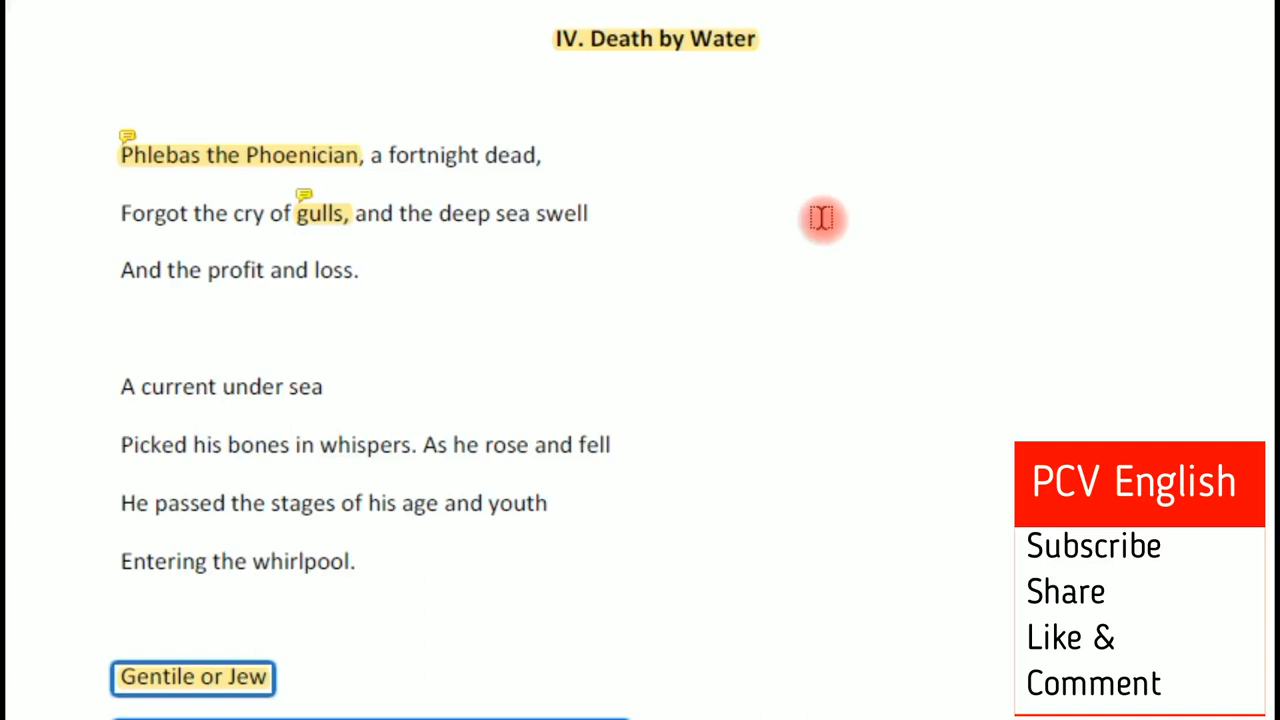 IV. Death by Water
Phlebas the Phoenician, a fortnight dead,
Forgot the cry of gulls, and the deep sea swell
And the profit and loss.
A current under sea
Picked his bones in whispers. As he rose and fell
He passed the stages of his age and youth
Entering the whirlpool.
Gentile or Jew
PCV English
Subscribe
Share
Like &
Comment